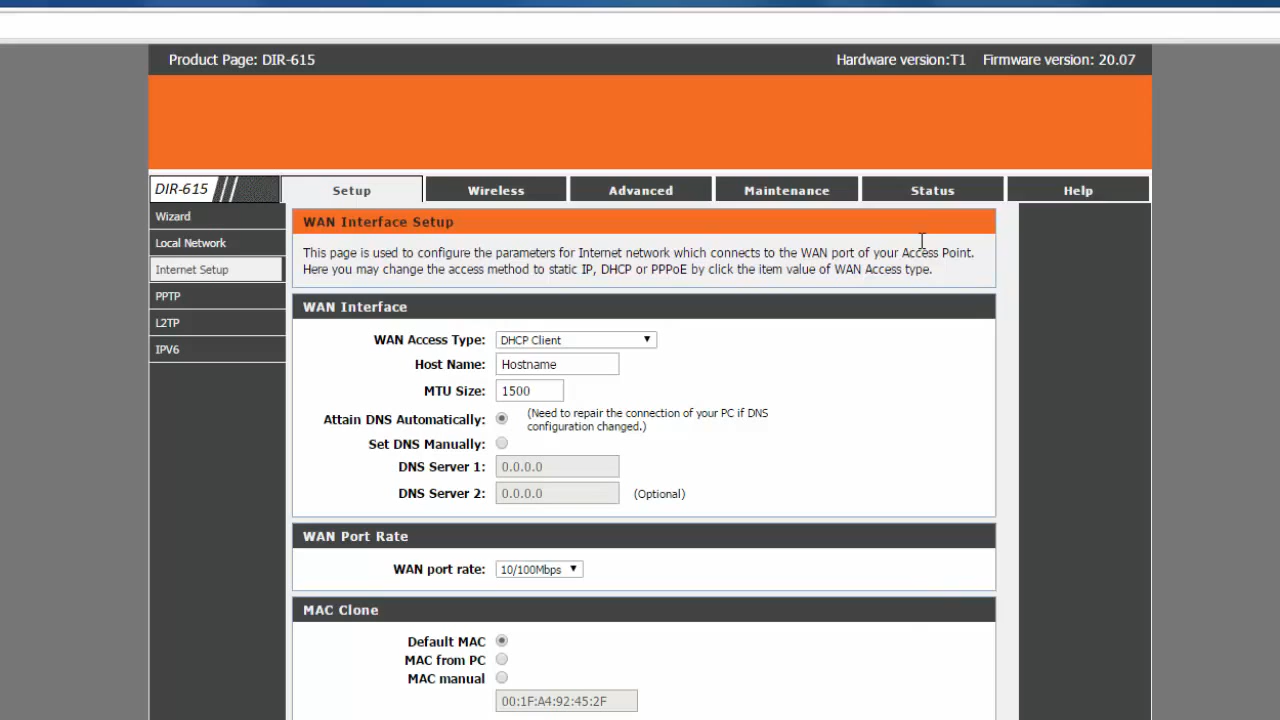 Product Page: DIR-615 Hardware version:T1 Firmware version: 20.07
DIR-615 Setup Wireless Advanced Maintenance Status Help
Wizard
Local Network
Internet Setup
PPTP
L2TP
IPV6
WAN Interface Setup
This page is used to configure the parameters for Internet network which connects to the WAN port of your Access Point.
Here you may change the access method to static IP, DHCP or PPPoE by click the item value of WAN Access type.
WAN Interface
WAN Access Type: DHCP Client
Host Name: Hostname
MTU Size: 1500
Attain DNS Automatically: (Need to repair the connection of your PC if DNS
configuration changed.)
Set DNS Manually:
DNS Server 1: 0.0.0.0
DNS Server 2: 0.0.0.0 (Optional)
WAN Port Rate
WAN port rate: 10/100Mbps
MAC Clone
Default MAC
MAC from PC
MAC manual
00:1F:A4:92:45:2F